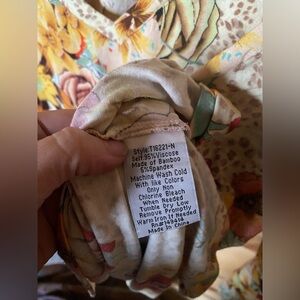 Style:T16221-N
Self:95%Viscose
Made of Bamboo
5%Spandex
Machine Wash Cold
With like Colors
Only Non
Chlorine Bleach
When Needed
Tumble Dry Low
Remove Promptly
Warm Iron If Needed
Made In China